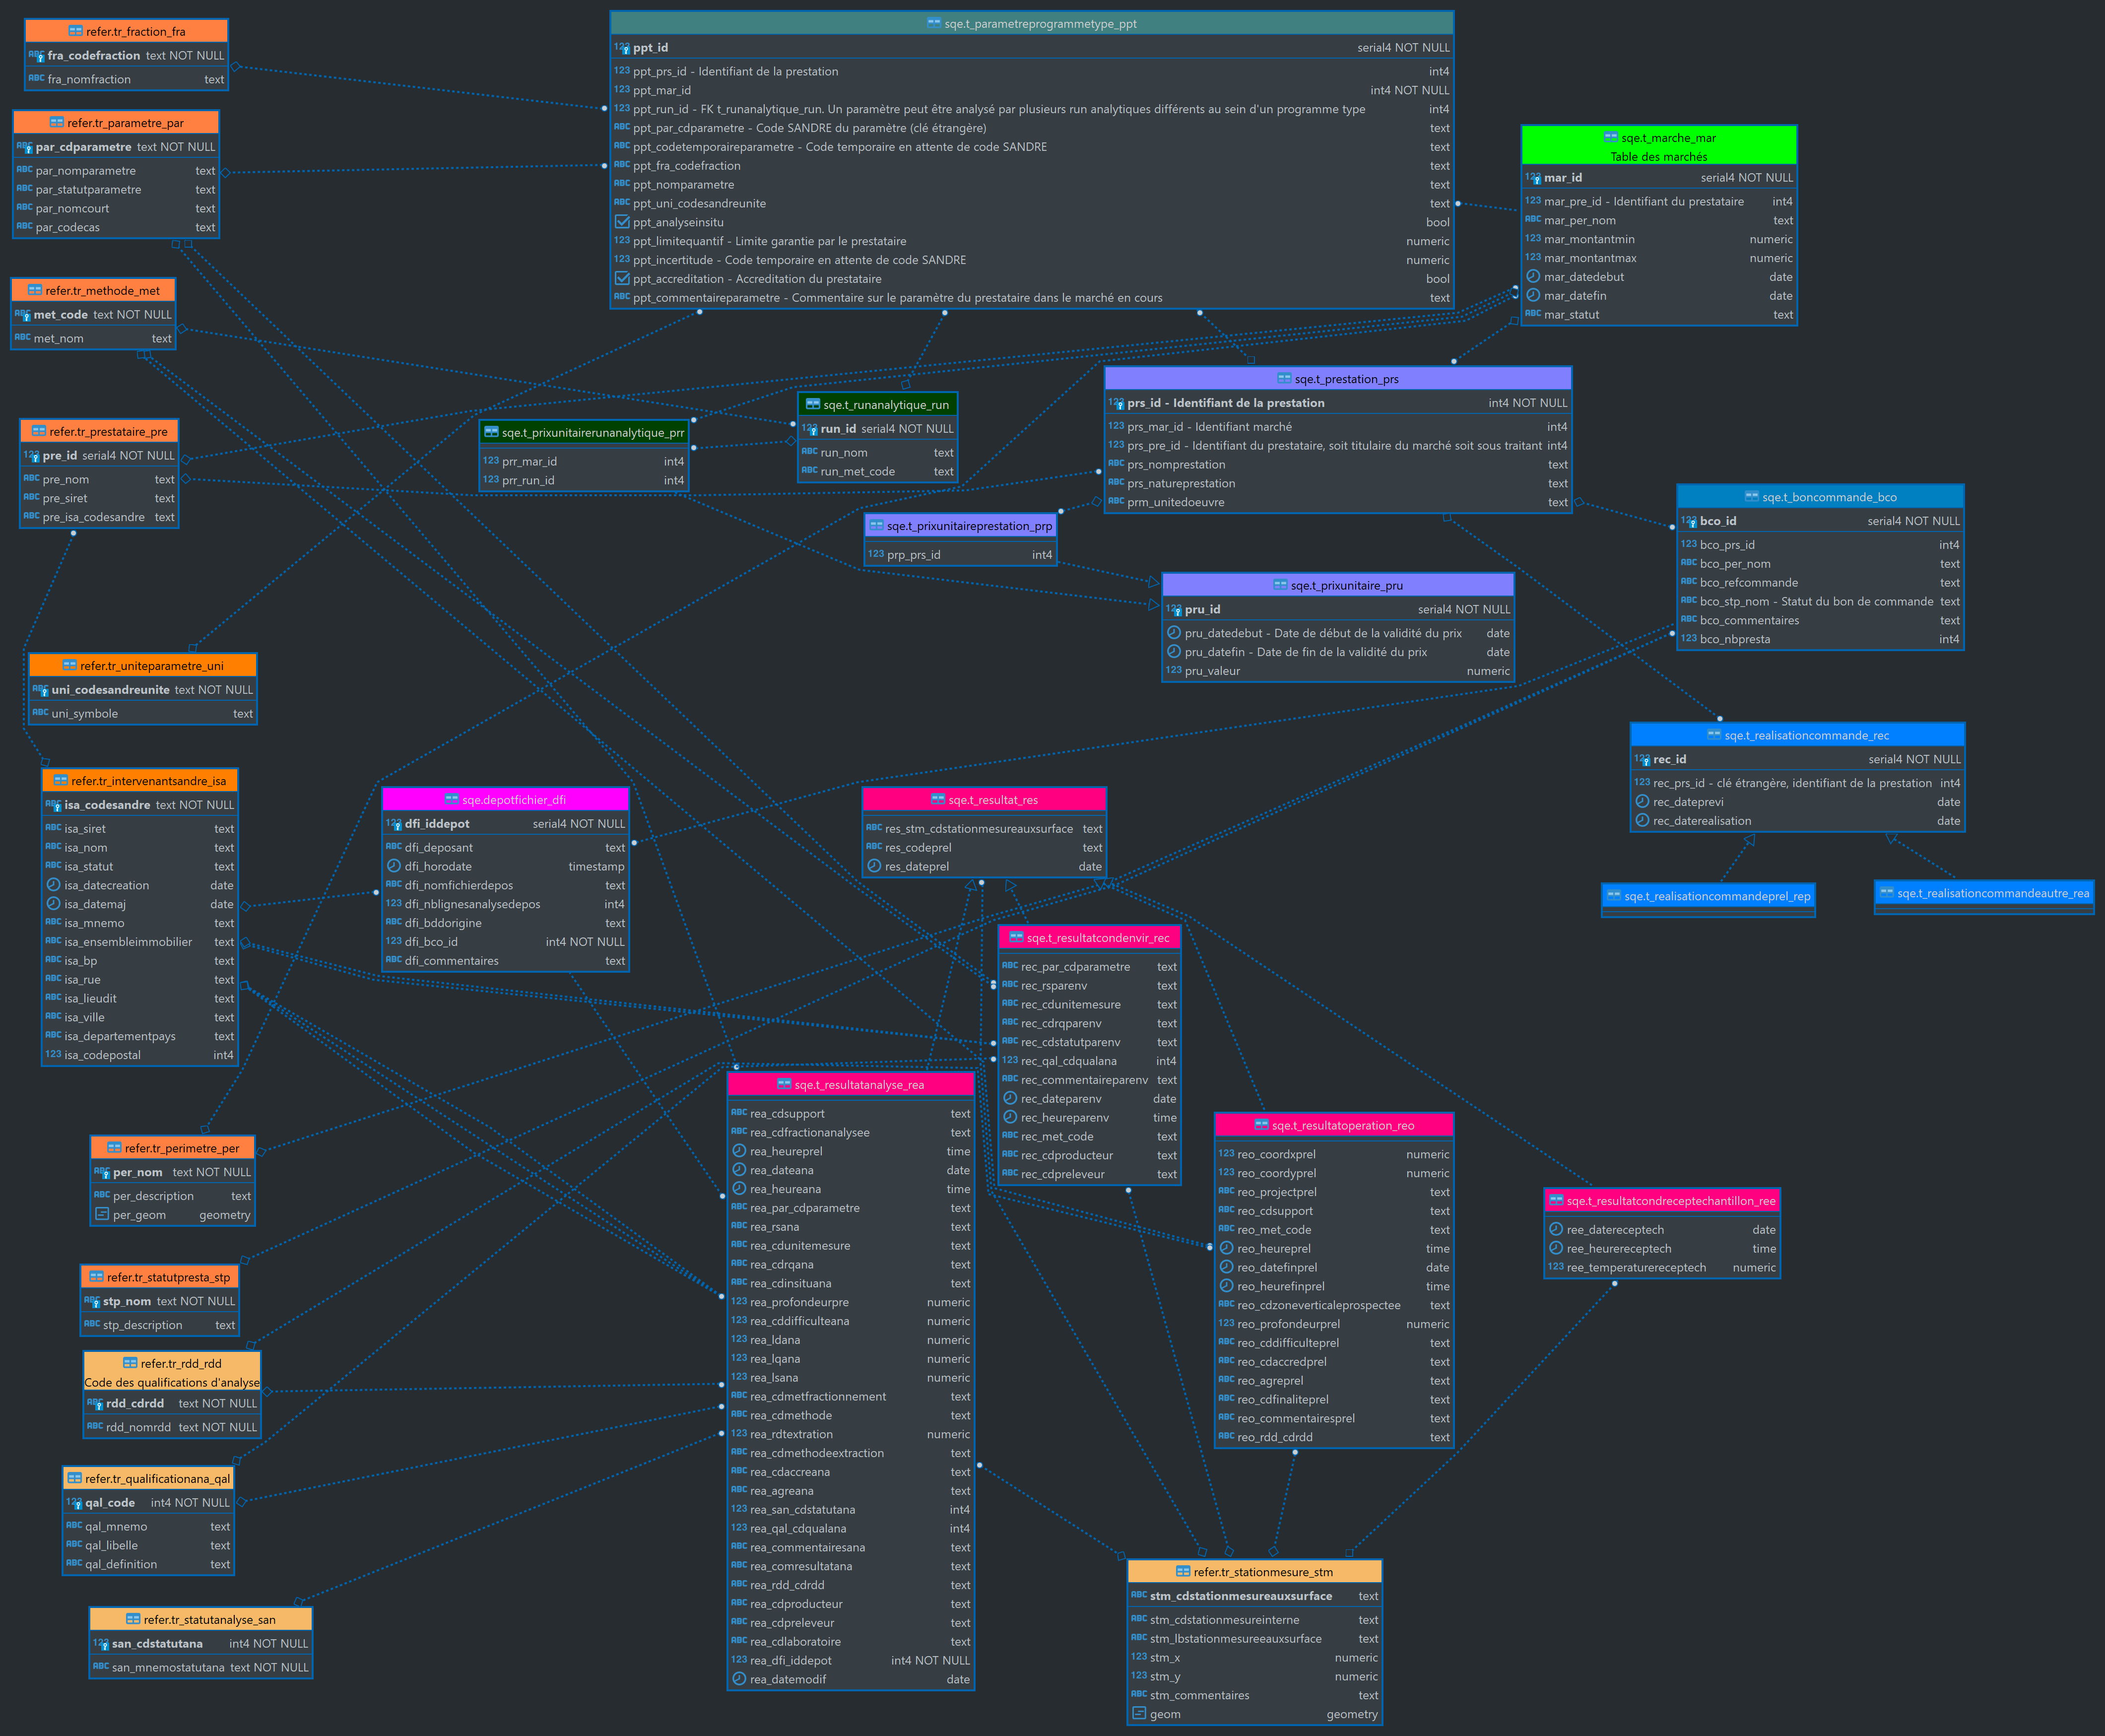 refer.tr_fraction_fra
fra_codefraction text NOT NULL
fra_nomfraction text
refer.tr_parametre_par
par_cdparametre text NOT NULL
par_nomparametre text
par_statutparametre text
par_nomcourt text
par_codecas text
refer.tr_methode_met
met_code text NOT NULL
met_nom text
refer.tr_prestataire_pre
pre_id serial4 NOT NULL
pre_nom text
pre_siret text
pre_isa_codesandre text
refer.tr_uniteparametre_uni
uni_codesandreunite text NOT NULL
uni_symbole text
refer.tr_intervenantsandre_isa
isa_codesandre text NOT NULL
isa_siret text
isa_nom text
isa_statut text
isa_datecreation date
isa_datemaj date
isa_mnemo text
isa_ensembleimmobilier text
isa_bp text
isa_rue text
isa_lieudit text
isa_ville text
isa_departementpays text
isa_codepostal int4
refer.tr_perimetre_per
per_nom text NOT NULL
per_description text
per_geom geometry
refer.tr_statutpresta_stp
stp_nom text NOT NULL
stp_description text
refer.tr_rdd_rdd
Code des qualifications d'analyse
rdd_cdrdd text NOT NULL
rdd_nomrdd text NOT NULL
refer.tr_qualificationana_qal
qal_code int4 NOT NULL
qal_mnemo text
qal_libelle text
qal_definition text
refer.tr_statutanalyse_san
san_cdstatutana int4 NOT NULL
san_mnemostatutana text NOT NULL
sqe.t_parametreprogrammetype_ppt
ppt_id serial4 NOT NULL
ppt_prs_id - Identifiant de la prestation int4
ppt_mar_id int4 NOT NULL
ppt_run_id - FK t_runanalytique_run. Un paramètre peut être analysé par plusieurs run analytiques différents au sein d'un programme type int4
ppt_par_cdparametre - Code SANDRE du paramètre (clé étrangère) text
ppt_codetemporaireparametre - Code temporaire en attente de code SANDRE text
ppt_fra_codefraction text
ppt_nomparametre text
ppt_uni_codesandreunite text
ppt_analyseinsitu bool
ppt_limitequantif - Limite garantie par le prestataire numeric
ppt_incertitude - Code temporaire en attente de code SANDRE numeric
ppt_accreditation - Accreditation du prestataire bool
ppt_commentaireparametre - Commentaire sur le paramètre du prestataire dans le marché en cours text
sqe.t_marche_mar
Table des marchés
mar_id serial4 NOT NULL
mar_pre_id - Identifiant du prestataire int4
mar_per_nom text
mar_montantmin numeric
mar_montantmax numeric
mar_datedebut date
mar_datefin date
mar_statut text
sqe.t_prixunitairerunanalytique_prr
prr_mar_id int4
prr_run_id int4
sqe.t_runanalytique_run
run_id serial4 NOT NULL
run_nom text
run_met_code text
sqe.t_prestation_prs
prs_id - Identifiant de la prestation int4 NOT NULL
prs_mar_id - Identifiant marché int4
prs_pre_id - Identifiant du prestataire, soit titulaire du marché soit sous traitant int4
prs_nomprestation text
prs_natureprestation text
prm_unitedoeuvre text
sqe.t_prixunitaireprestation_prp
prp_prs_id int4
sqe.t_prixunitaire_pru
pru_id serial4 NOT NULL
pru_datedebut - Date de début de la validité du prix date
pru_datefin - Date de fin de la validité du prix date
pru_valeur numeric
sqe.t_boncommande_bco
bco_id serial4 NOT NULL
bco_prs_id int4
bco_per_nom text
bco_refcommande text
bco_stp_nom - Statut du bon de commande text
bco_commentaires text
bco_nbpresta int4
sqe.t_realisationcommande_rec
rec_id serial4 NOT NULL
rec_prs_id - clé étrangère, identifiant de la prestation int4
rec_dateprevi date
rec_daterealisation date
sqe.t_realisationcommandeprel_rep
sqe.t_realisationcommandeautre_rea
sqe.depotfichier_dfi
dfi_iddepot serial4 NOT NULL
dfi_deposant text
dfi_horodate timestamp
dfi_nomfichierdepos text
dfi_nblignesanalysedepos int4
dfi_bddorigine text
dfi_bco_id int4 NOT NULL
dfi_commentaires text
sqe.t_resultat_res
res_stm_cdstationmesureauxsurface text
res_codeprel text
res_dateprel date
sqe.t_resultatcondenvir_rec
rec_par_cdparametre text
rec_rsparenv text
rec_cdunitemesure text
rec_cdrqparenv text
rec_cdstatutparenv text
rec_qal_cdqualana int4
rec_commentaireparenv text
rec_dateparenv date
rec_heureparenv time
rec_met_code text
rec_cdproducteur text
rec_cdpreleveur text
sqe.t_resultatanalyse_rea
rea_cdsupport text
rea_cdfractionanalysee text
rea_heureprel time
rea_dateana date
rea_heureana time
rea_par_cdparametre text
rea_rsana text
rea_cdunitemesure text
rea_cdrqana text
rea_cdinsituana text
rea_profondeurpre numeric
rea_cddifficulteana numeric
rea_ldana numeric
rea_lqana numeric
rea_lsana numeric
rea_cdmetfractionnement text
rea_cdmethode text
rea_rdtextration numeric
rea_cdmethodeextraction text
rea_cdaccreana text
rea_agreana text
rea_san_cdstatutana int4
rea_qal_cdqualana int4
rea_commentairesana text
rea_comresultatana text
rea_rdd_cdrdd text
rea_cdproducteur text
rea_cdpreleveur text
rea_cdlaboratoire text
rea_dfi_iddepot int4 NOT NULL
rea_datemodif date
sqe.t_resultatoperation_reo
reo_coordxprel numeric
reo_coordyprel numeric
reo_projectprel text
reo_cdsupport text
reo_met_code text
reo_heureprel time
reo_datefinprel date
reo_heurefinprel time
reo_cdzoneverticaleprospectee text
reo_profondeurprel numeric
reo_cddifficulteprel text
reo_cdaccredprel text
reo_agreprel text
reo_cdfinaliteprel text
reo_commentairesprel text
reo_rdd_cdrdd text
sqe.t_resultatcondreceptechantillon_ree
ree_datereceptech date
ree_heurereceptech time
ree_temperaturereceptech numeric
refer.tr_stationmesure_stm
stm_cdstationmesureauxsurface text
stm_cdstationmesureinterne text
stm_lbstationmesureeauxsurface text
stm_x numeric
stm_y numeric
stm_commentaires text
geom geometry